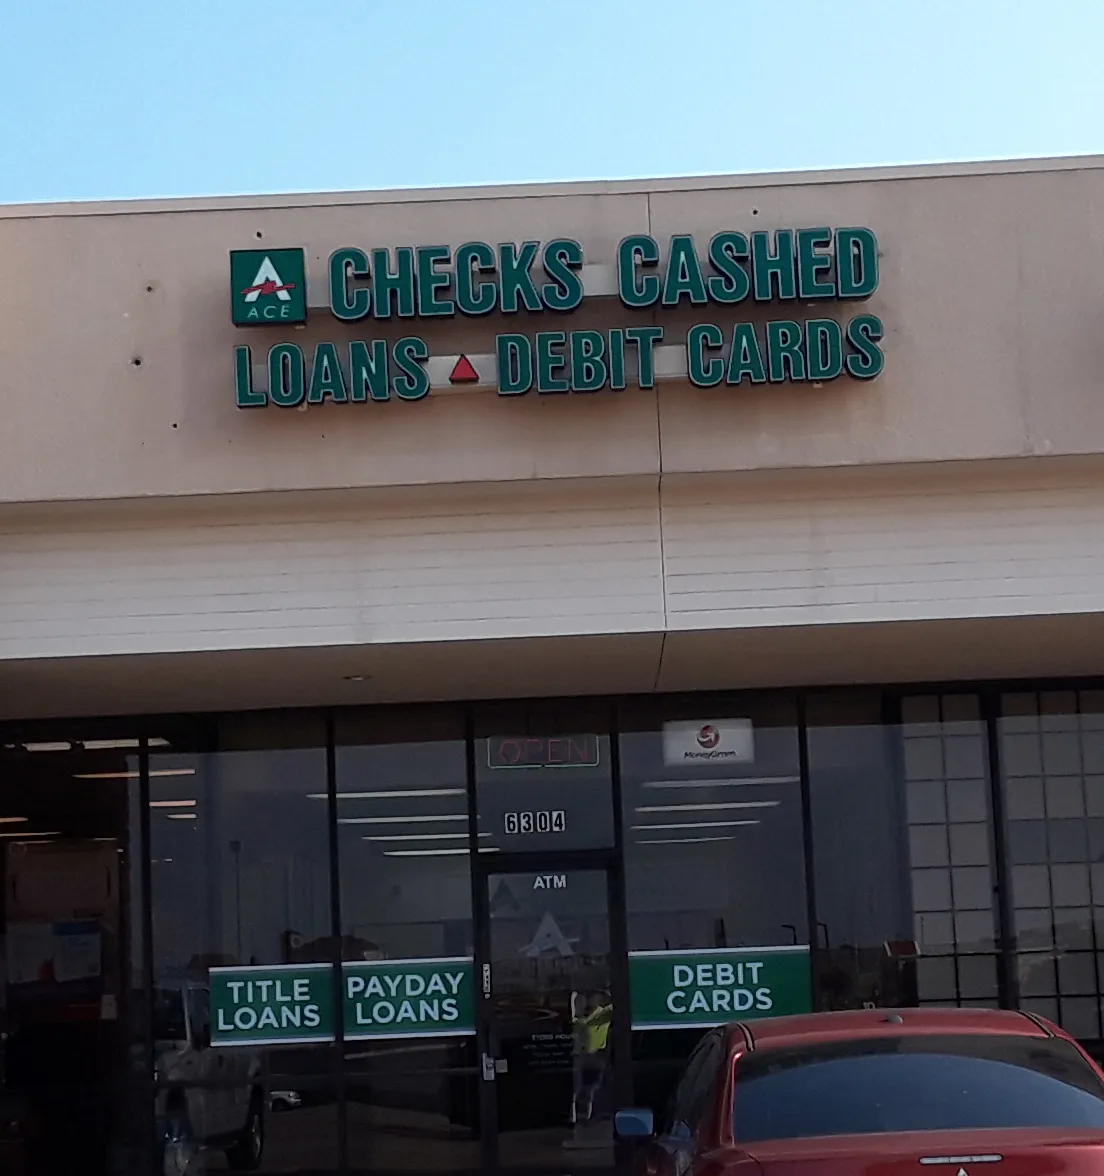 ACE
CHECKS CASHED
LOANS DEBIT CARDS
OPEN
MoneyGram
6304
ATM
TITLE
LOANS
PAYDAY
LOANS
DEBIT
CARDS